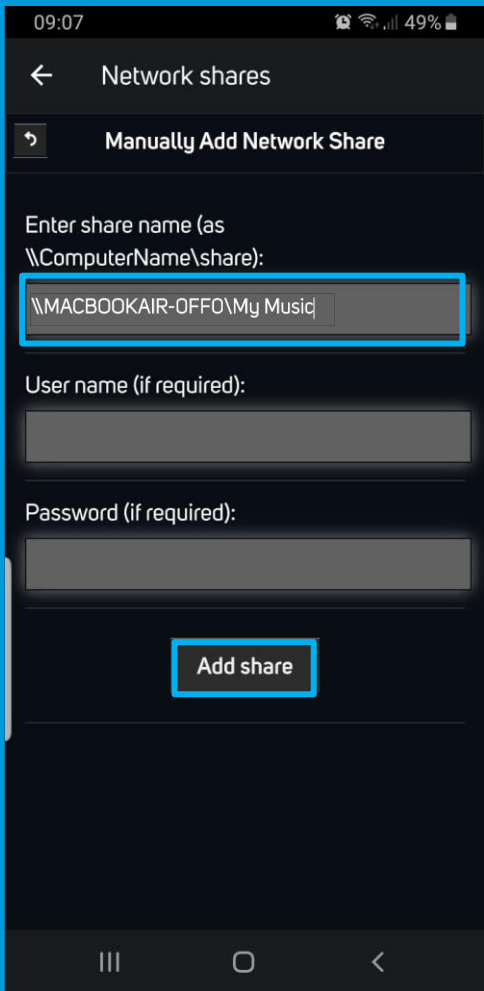 09:07 49%
Network shares
Manually Add Network Share
Enter share name (as
\\ComputerName\share):
\\MACBOOKAIR-0FF0\My Music
User name (if required):
Password (if required):
Add share